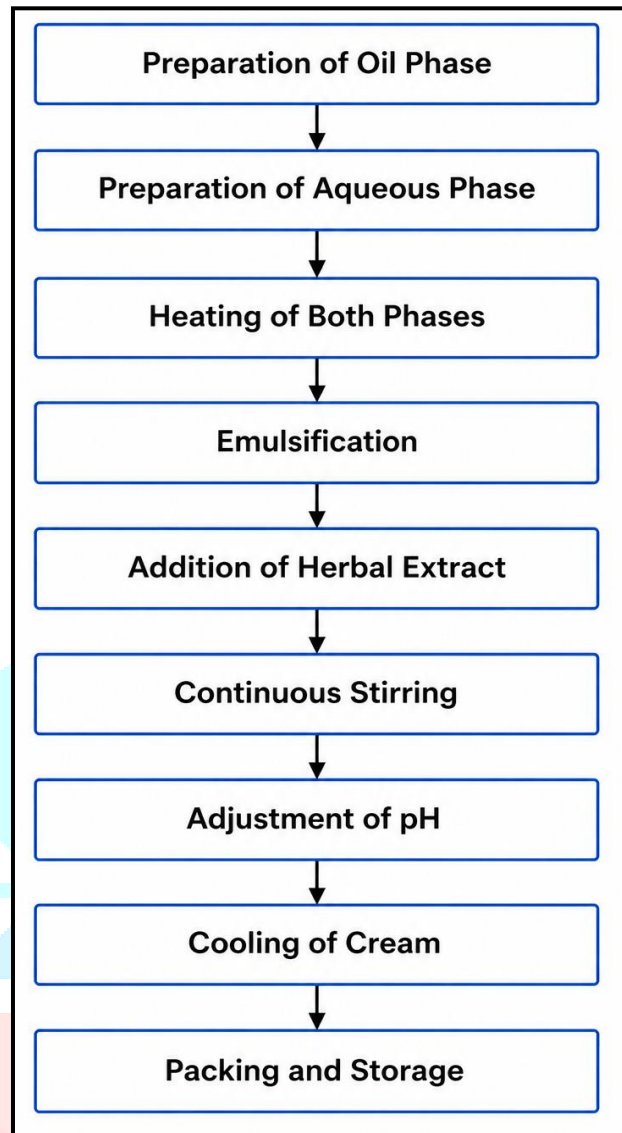 Preparation of Oil Phase
Preparation of Aqueous Phase
Heating of Both Phases
Emulsification
Addition of Herbal Extract
Continuous Stirring
Adjustment of pH
Cooling of Cream
Packing and Storage